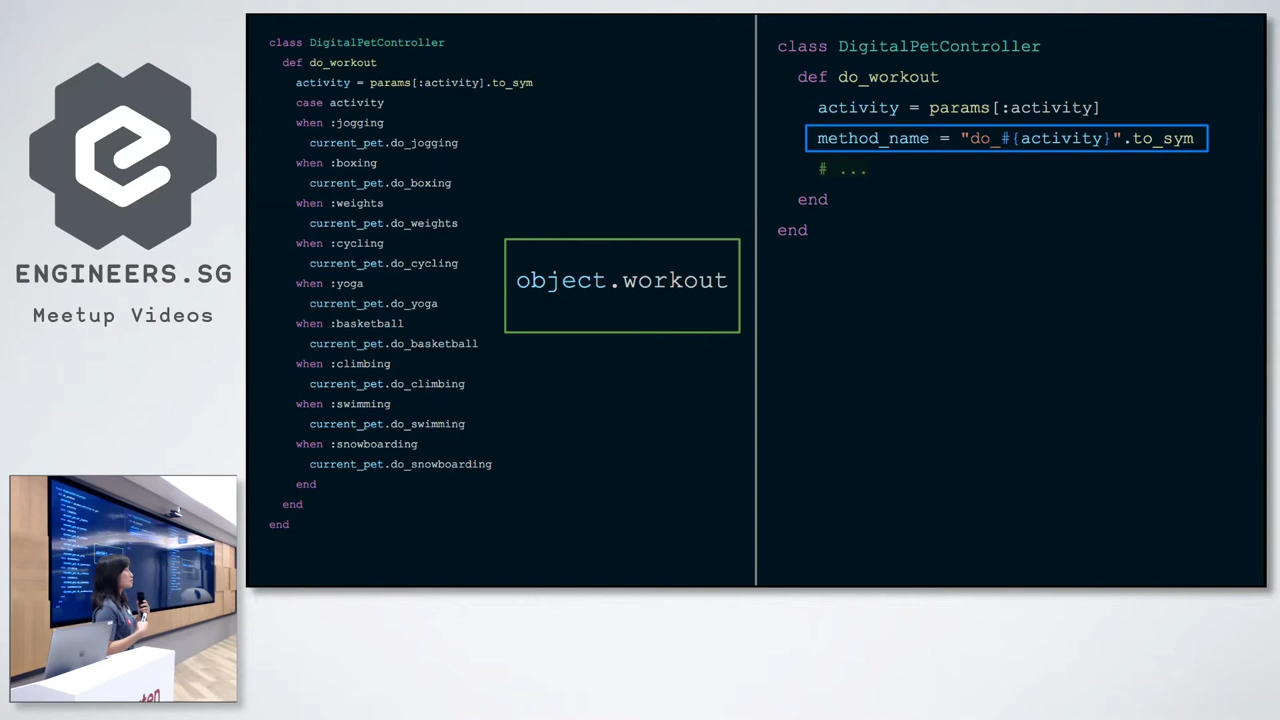 ENGINEERS.SG
Meetup Videos
class DigitalPetController
def do_workout
activity = params[:activity].to_sym
case activity
when :jogging
current_pet.do_jogging
when :boxing
current_pet.do_boxing
when :weights
current_pet.do_weights
when :cycling
current_pet.do_cycling
when :yoga
current_pet.do_yoga
when :basketball
current_pet.do_basketball
when :climbing
current_pet.do_climbing
when :swimming
current_pet.do_swimming
when :snowboarding
current_pet.do_snowboarding
end
end
end
object.workout
class DigitalPetController
def do_workout
activity = params[:activity]
method_name = "do_#{activity}".to_sym
# ...
end
end